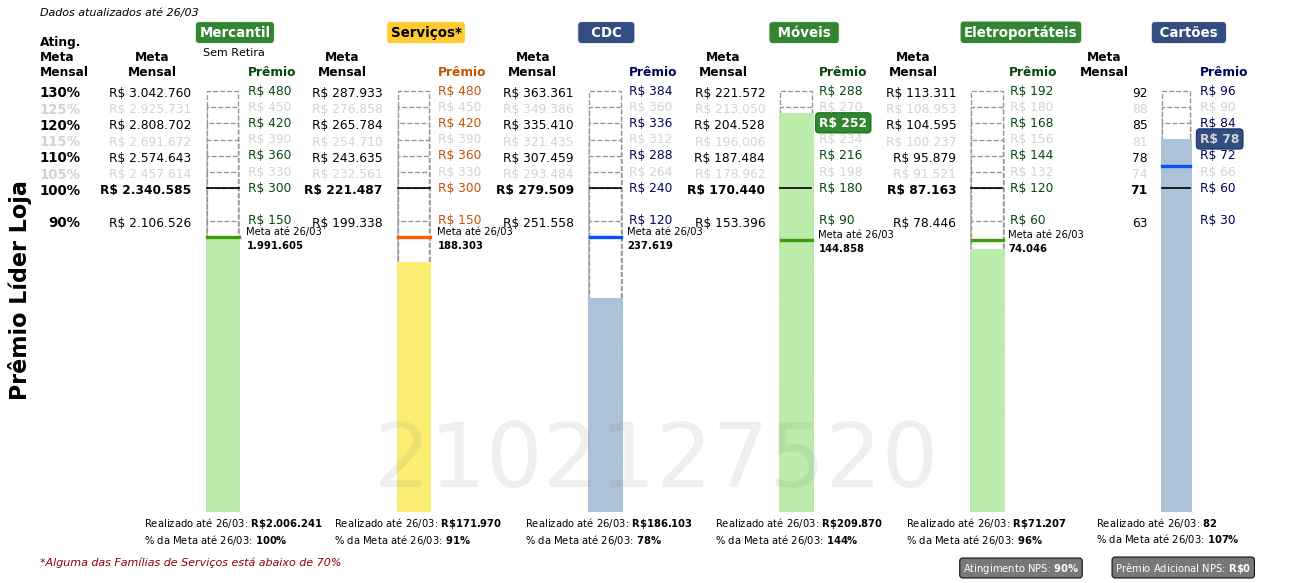 Dados atualizados até 26/03
Mercantil Serviços* CDC Móveis Eletroportáteis Cartões
Sem Retira
Ating. Meta Mensal
Meta Mensal Prêmio Meta Mensal Prêmio Meta Mensal Prêmio Meta Mensal Prêmio Meta Mensal Prêmio Meta Mensal Prêmio
130% R$ 3.042.760 R$ 480 R$ 287.933 R$ 480 R$ 363.361 R$ 384 R$ 221.572 R$ 288 R$ 113.311 R$ 192 92 R$ 96
125% R$ 2.925.731 R$ 450 R$ 276.858 R$ 450 R$ 349.386 R$ 360 R$ 213.050 R$ 270 R$ 108.953 R$ 180 88 R$ 90
120% R$ 2.808.702 R$ 420 R$ 265.784 R$ 420 R$ 335.410 R$ 336 R$ 204.528 R$ 252 R$ 104.595 R$ 168 85 R$ 84
115% R$ 2.691.672 R$ 390 R$ 254.710 R$ 390 R$ 321.435 R$ 312 R$ 196.006 R$ 234 R$ 100.237 R$ 156 81 R$ 78
110% R$ 2.574.643 R$ 360 R$ 243.635 R$ 360 R$ 307.459 R$ 288 R$ 187.484 R$ 216 R$ 95.879 R$ 144 78 R$ 72
105% R$ 2.457.614 R$ 330 R$ 232.561 R$ 330 R$ 293.484 R$ 264 R$ 178.962 R$ 198 R$ 91.521 R$ 132 74 R$ 66
100% R$ 2.340.585 R$ 300 R$ 221.487 R$ 300 R$ 279.509 R$ 240 R$ 170.440 R$ 180 R$ 87.163 R$ 120 71 R$ 60
90% R$ 2.106.526 R$ 150 R$ 199.338 R$ 150 R$ 251.558 R$ 120 R$ 153.396 R$ 90 R$ 78.446 R$ 60 63 R$ 30
Meta até 26/03 Meta até 26/03 Meta até 26/03 Meta até 26/03 Meta até 26/03
1.991.605 188.303 237.619 144.858 74.046
Prêmio Líder Loja
2102127520
Realizado até 26/03: R$2.006.241 Realizado até 26/03: R$171.970 Realizado até 26/03: R$186.103 Realizado até 26/03: R$209.870 Realizado até 26/03: R$71.207 Realizado até 26/03: 82
% da Meta até 26/03: 100% % da Meta até 26/03: 91% % da Meta até 26/03: 78% % da Meta até 26/03: 144% % da Meta até 26/03: 96% % da Meta até 26/03: 107%
*Alguma das Famílias de Serviços está abaixo de 70%
Atingimento NPS: 90% Prêmio Adicional NPS: R$0